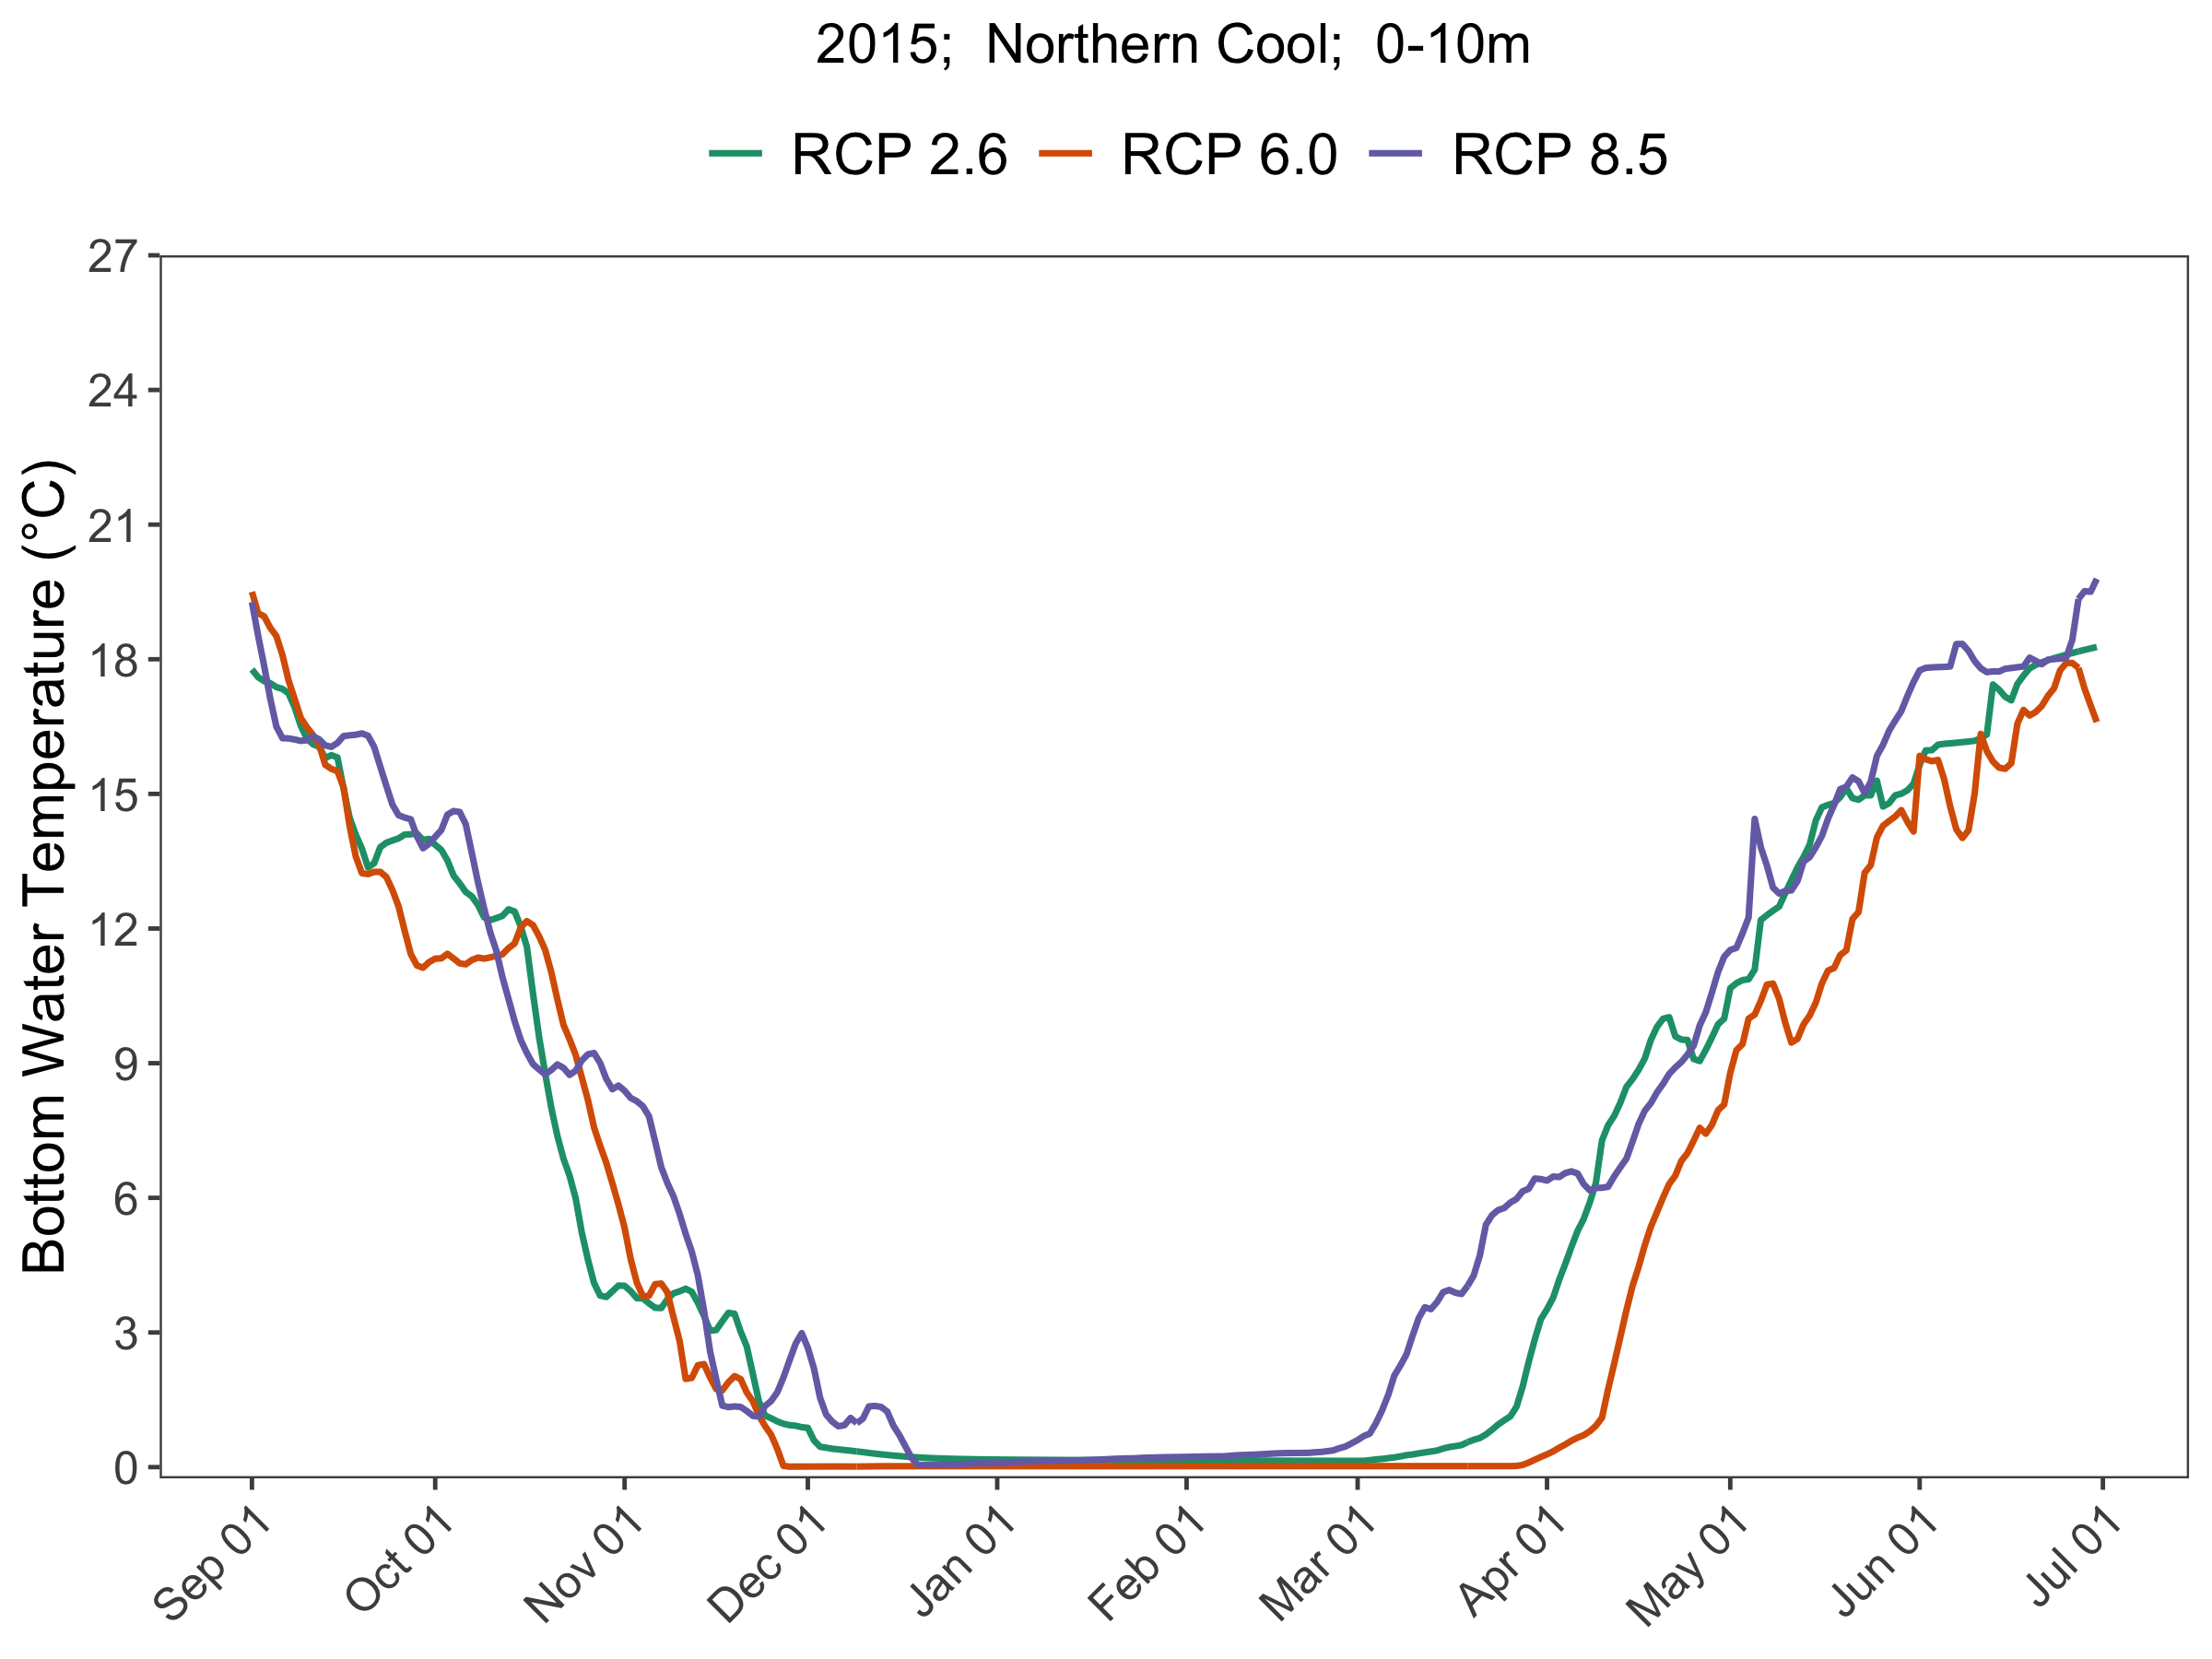 2015;  Northern Cool;  0-10m
RCP 2.6 RCP 6.0 RCP 8.5
Bottom Water Temperature (°C)
27
24
21
18
15
12
9
6
3
0
Sep 01 Oct 01 Nov 01 Dec 01 Jan 01 Feb 01 Mar 01 Apr 01 May 01 Jun 01 Jul 01